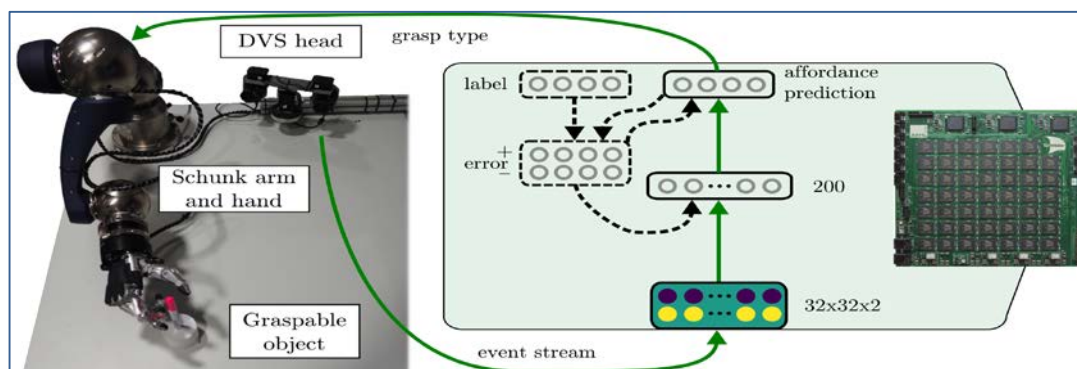 DVS head
grasp type
Schunk arm
and hand
Graspable
object
event stream
label
affordance
prediction
+
error
−
200
32x32x2